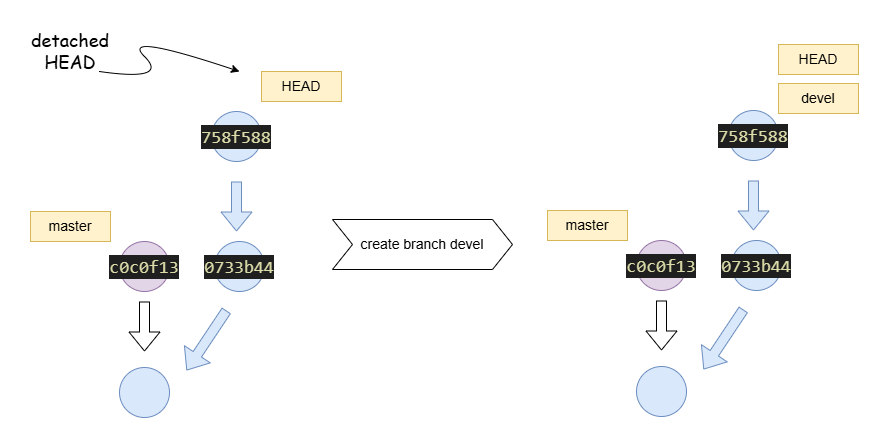 detached
HEAD
HEAD
758f588
master
c0c0f13
0733b44
create branch devel
HEAD
devel
758f588
master
c0c0f13
0733b44